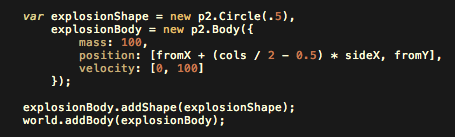 var explosionShape = new p2.Circle(.5),
    explosionBody = new p2.Body({
        mass: 100,
        position: [fromX + (cols / 2 - 0.5) * sideX, fromY],
        velocity: [0, 100]
    });

explosionBody.addShape(explosionShape);
world.addBody(explosionBody);